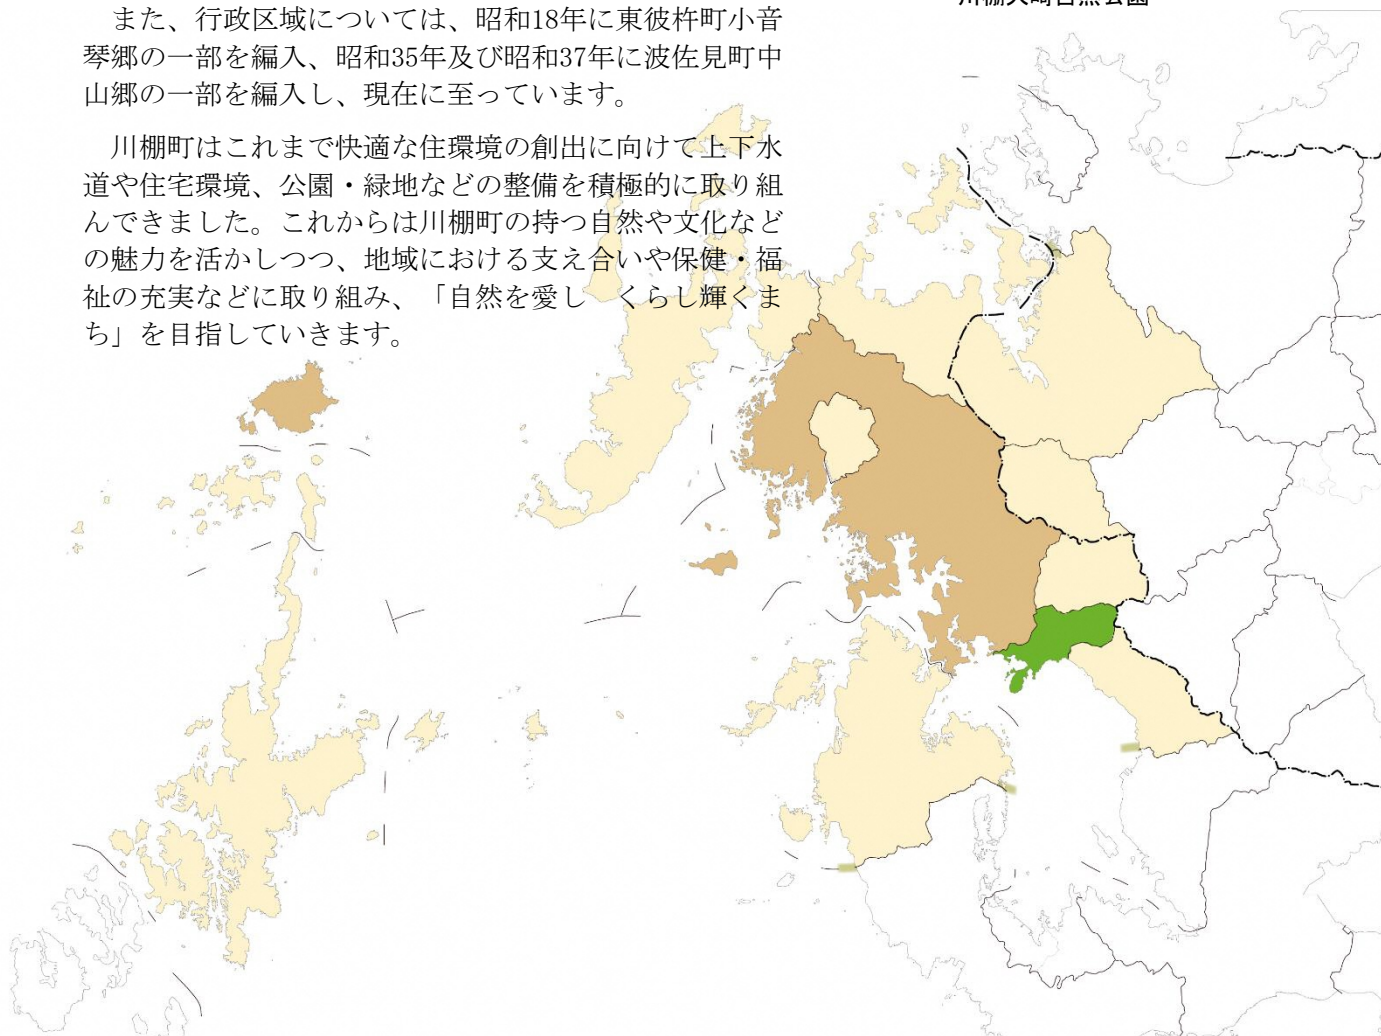 川棚大崎自然公園
また、行政区域については、昭和18年に東彼杵町小音
琴郷の一部を編入、昭和35年及び昭和37年に波佐見町中
山郷の一部を編入し、現在に至っています。
川棚町はこれまで快適な住環境の創出に向けて上下水
道や住宅環境、公園・緑地などの整備を積極的に取り組
んできました。これからは川棚町の持つ自然や文化など
の魅力を活かしつつ、地域における支え合いや保健・福
祉の充実などに取り組み、「自然を愛し　くらし輝くま
ち」を目指していきます。